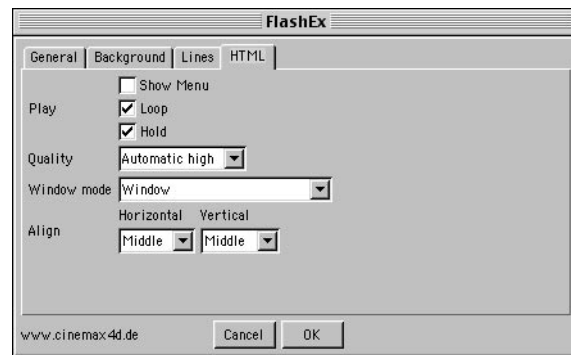 FlashEx
General Background Lines HTML
Show Menu
Play Loop
Hold
Quality Automatic high
Window mode Window
Horizontal Vertical
Align Middle Middle
www.cinemax4d.de Cancel OK